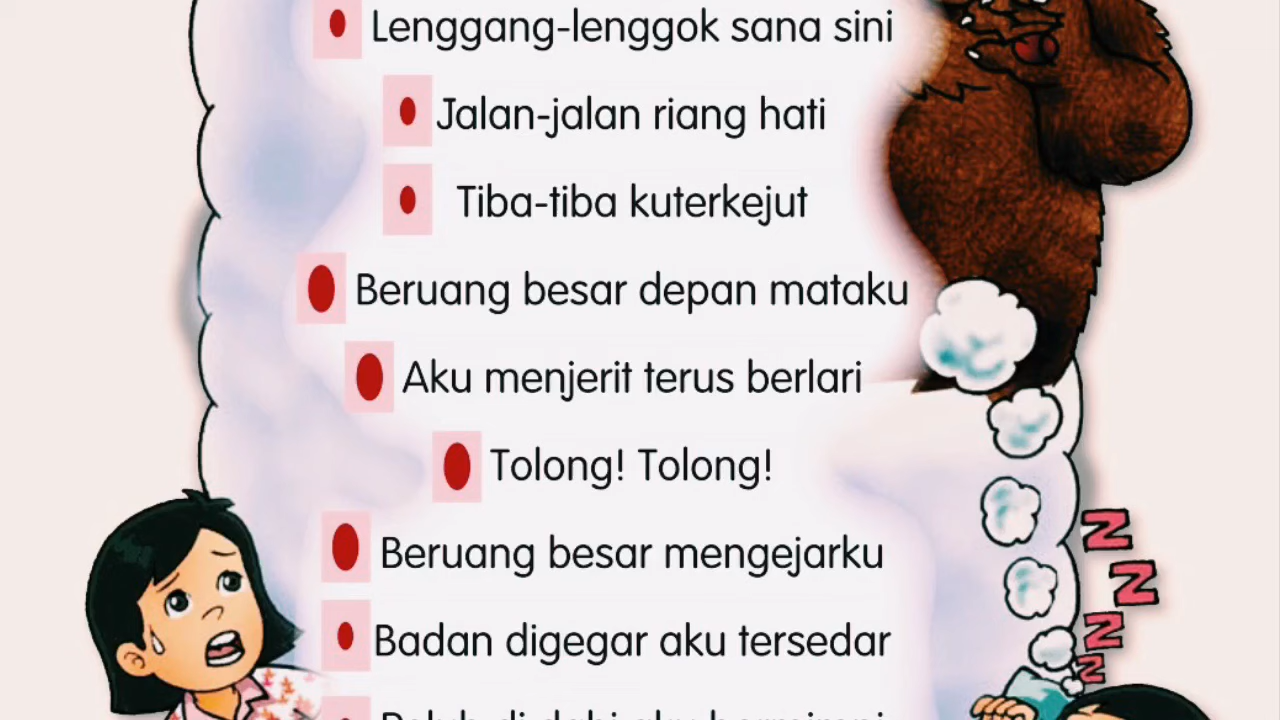 Lenggang-lenggok sana sini
Jalan-jalan riang hati
Tiba-tiba kuterkejut
Beruang besar depan mataku
Aku menjerit terus berlari
Tolong! Tolong!
Beruang besar mengejarku
Badan digegar aku tersedar
Z
Z
Z
Z